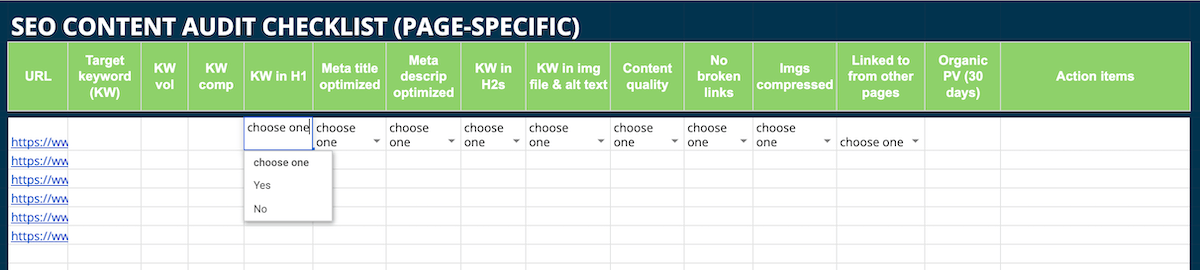 SEO CONTENT AUDIT CHECKLIST (PAGE-SPECIFIC)
URL
Target
keyword
(KW)
KW
vol
KW
comp
KW in H1
Meta title
optimized
Meta
descrip
optimized
KW in
H2s
KW in img
file & alt text
Content
quality
No
broken
links
Imgs
compressed
Linked to
from other
pages
Organic
PV (30
days)
Action items
https://ww
choose one
choose
one
choose
one
choose
one
choose
one
choose
one
choose
one
choose
one
choose one
choose one
Yes
No
https://ww
https://ww
https://ww
https://ww
https://ww